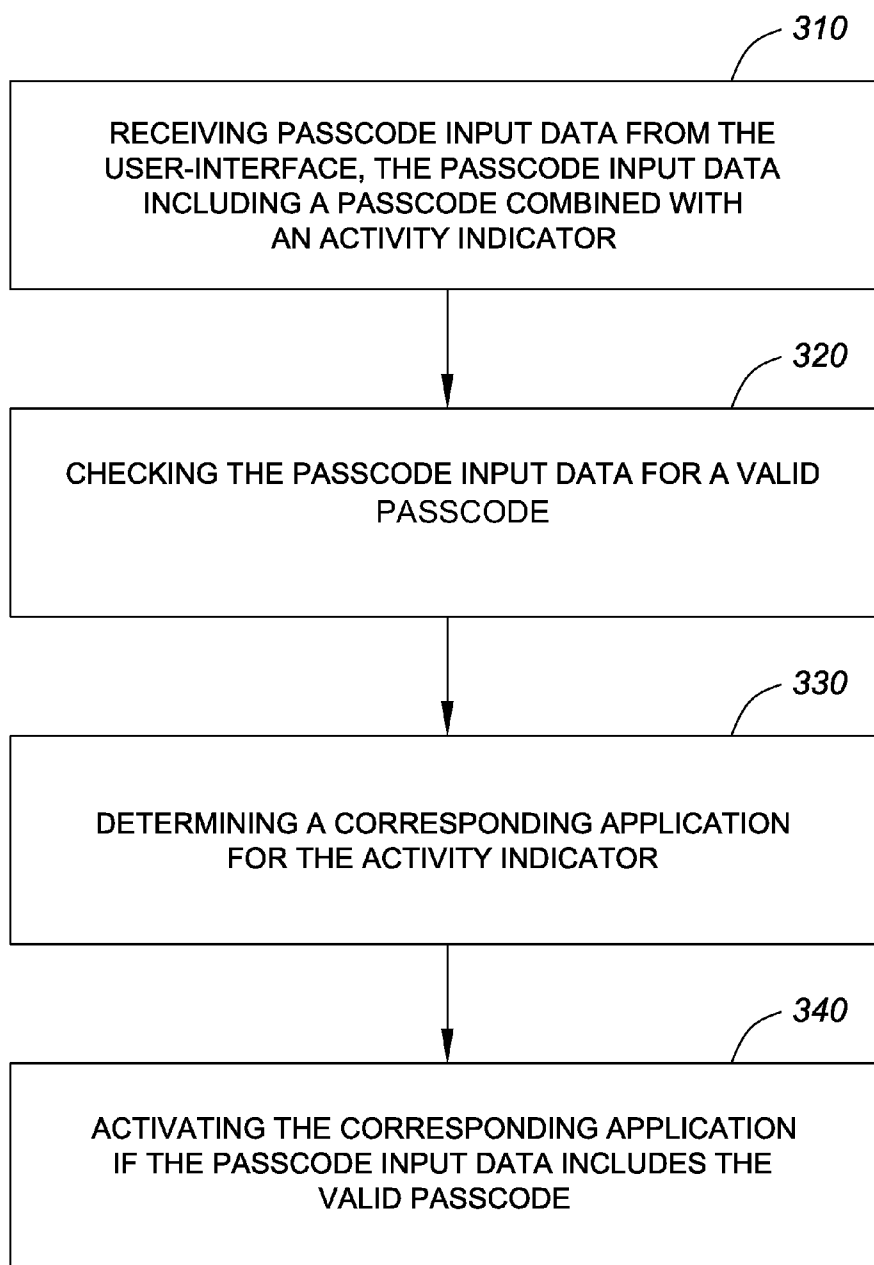 310
RECEIVING PASSCODE INPUT DATA FROM THE
USER-INTERFACE, THE PASSCODE INPUT DATA
INCLUDING A PASSCODE COMBINED WITH
AN ACTIVITY INDICATOR
320
CHECKING THE PASSCODE INPUT DATA FOR A VALID
PASSCODE
330
DETERMINING A CORRESPONDING APPLICATION
FOR THE ACTIVITY INDICATOR
340
ACTIVATING THE CORRESPONDING APPLICATION
IF THE PASSCODE INPUT DATA INCLUDES THE
VALID PASSCODE